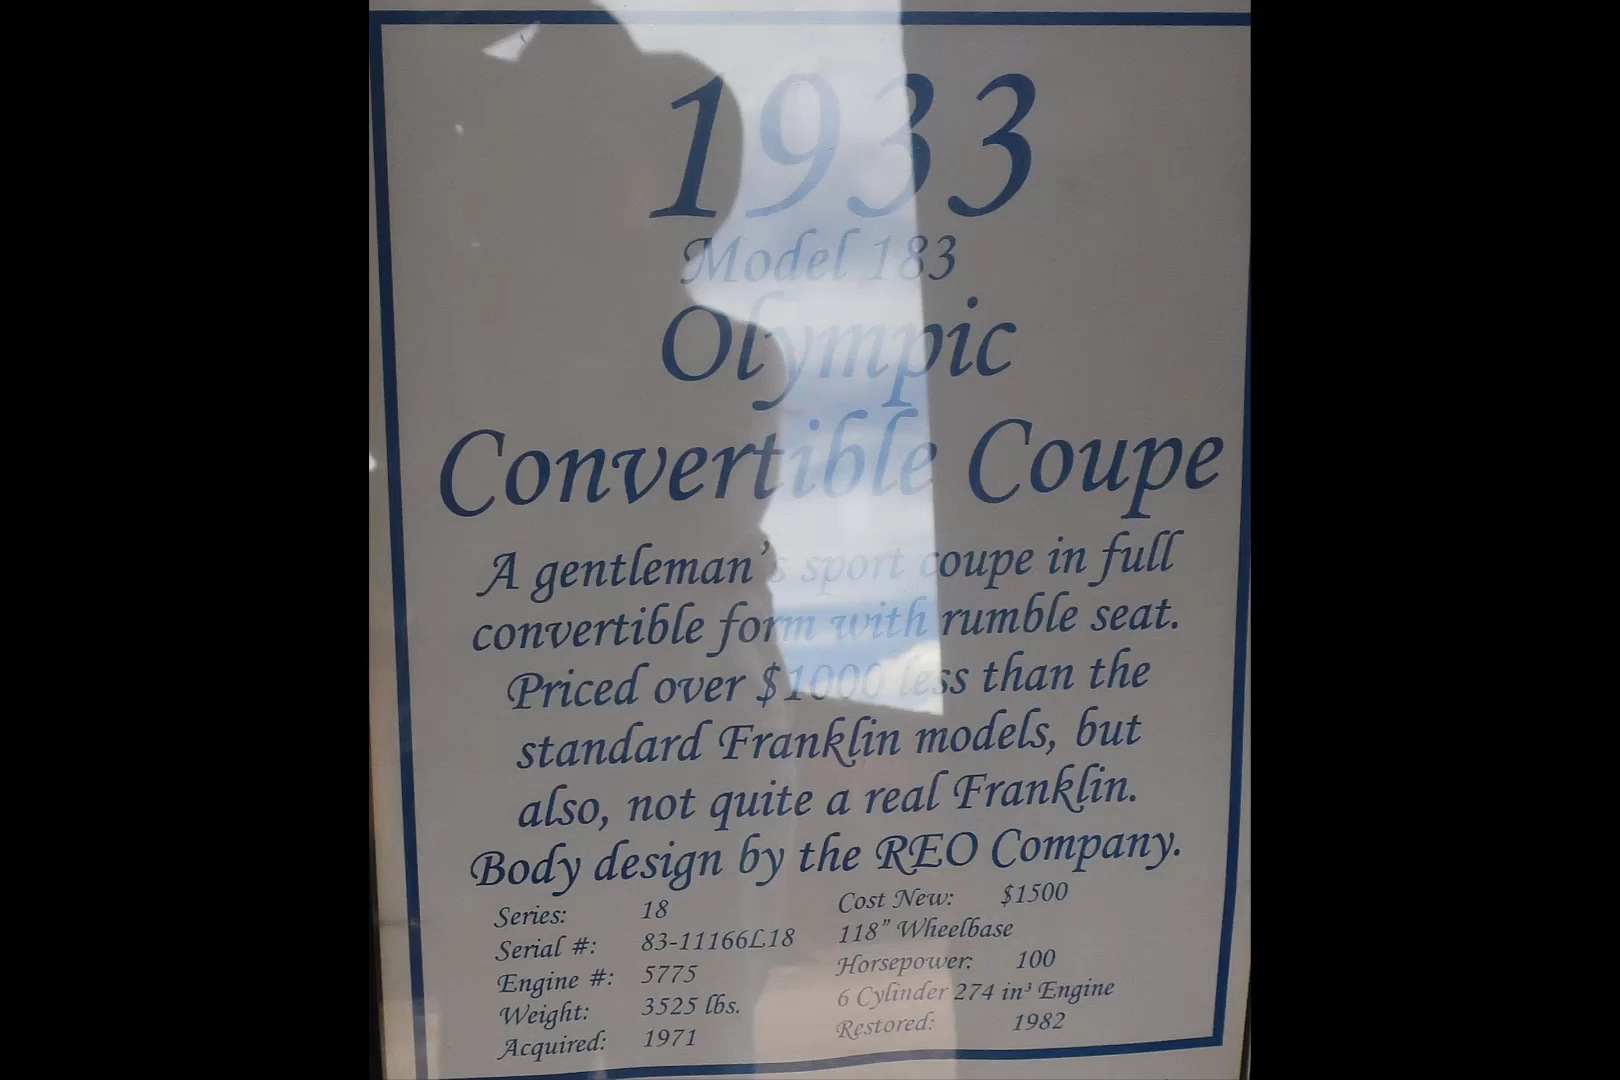 1933
Model 183
Olympic
Convertible Coupe
A gentleman's sport coupe in full
convertible form with rumble seat.
Priced over $1000 less than the
standard Franklin models, but
also, not quite a real Franklin.
Body design by the REO Company.
Series: 18
Serial #: 83-11166L18
Engine #: 5775
Weight: 3525 lbs.
Acquired: 1971
Cost New: $1500
118" Wheelbase
Horsepower: 100
6 Cylinder 274 in³ Engine
Restored: 1982